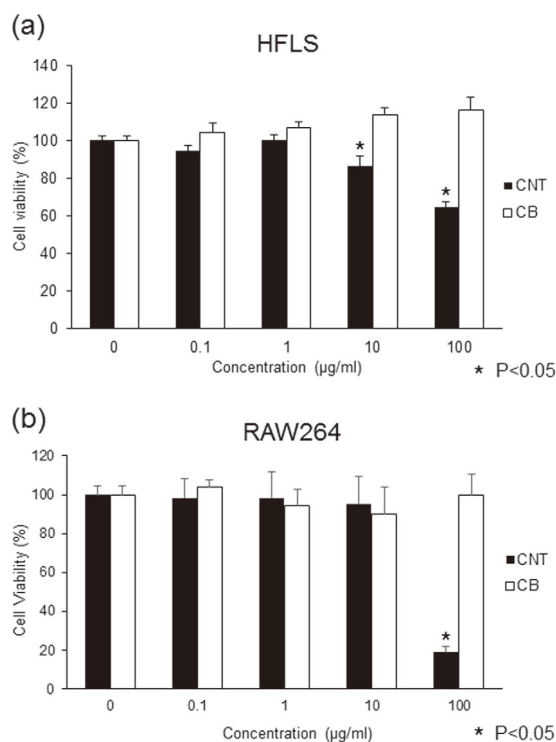 (a)
HFLS
140
120
100
80
60
40
20
0
Cell viability (%)
*
*
CNT
CB
0 0.1 1 10 100
Concentration (µg/ml)
* P<0.05
(b)
RAW264
120
100
80
60
40
20
0
Cell Viability (%)
*
CNT
CB
0 0.1 1 10 100
Concentration (µg/ml)
* P<0.05